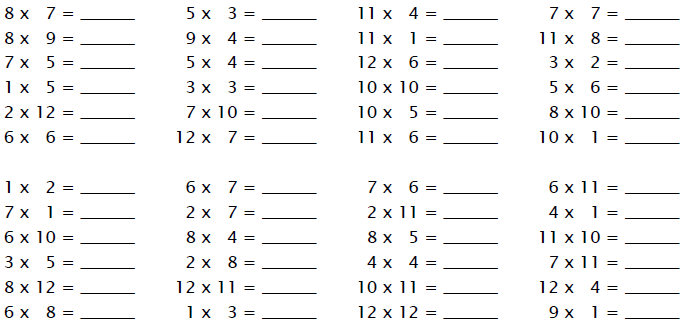 8 x 7 = ______ 5 x 3 = ______ 11 x 4 = ______ 7 x 7 = ______
8 x 9 = ______ 9 x 4 = ______ 11 x 1 = ______ 11 x 8 = ______
7 x 5 = ______ 5 x 4 = ______ 12 x 6 = ______ 3 x 2 = ______
1 x 5 = ______ 3 x 3 = ______ 10 x 10 = ______ 5 x 6 = ______
2 x 12 = ______ 7 x 10 = ______ 10 x 5 = ______ 8 x 10 = ______
6 x 6 = ______ 12 x 7 = ______ 11 x 6 = ______ 10 x 1 = ______
1 x 2 = ______ 6 x 7 = ______ 7 x 6 = ______ 6 x 11 = ______
7 x 1 = ______ 2 x 7 = ______ 2 x 11 = ______ 4 x 1 = ______
6 x 10 = ______ 8 x 4 = ______ 8 x 5 = ______ 11 x 10 = ______
3 x 5 = ______ 2 x 8 = ______ 4 x 4 = ______ 7 x 11 = ______
8 x 12 = ______ 12 x 11 = ______ 10 x 11 = ______ 12 x 4 = ______
6 x 8 = ______ 1 x 3 = ______ 12 x 12 = ______ 9 x 1 = ______